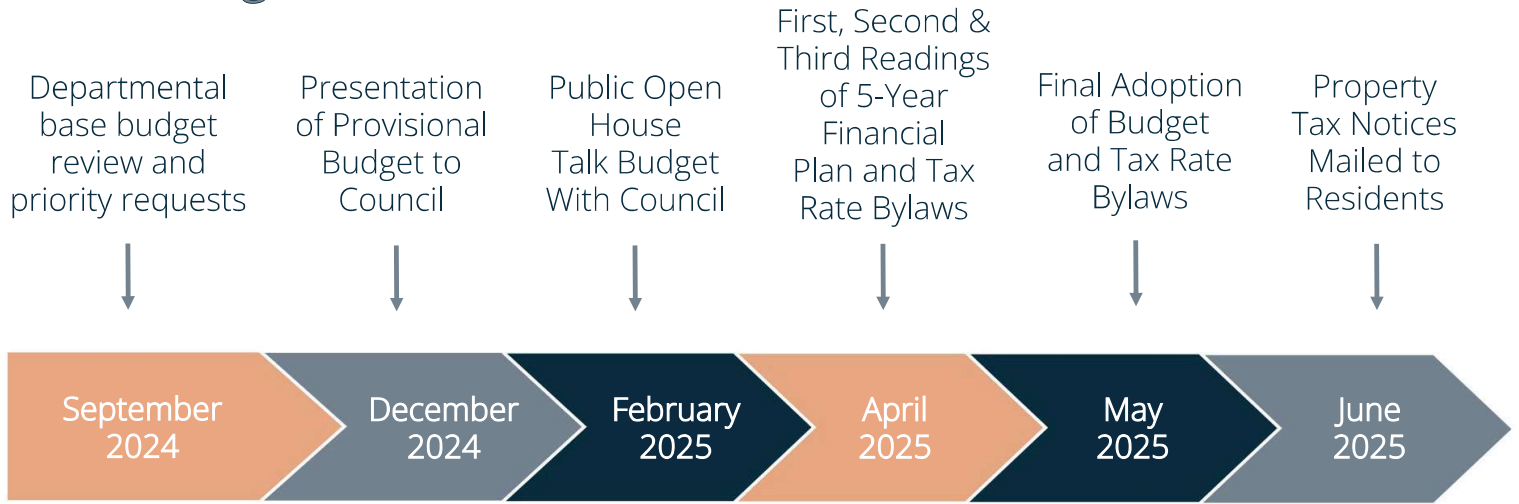 Departmental
base budget
review and
priority requests
Presentation
of Provisional
Budget to
Council
Public Open
House
Talk Budget
With Council
First, Second &
Third Readings
of 5-Year
Financial
Plan and Tax
Rate Bylaws
Final Adoption
of Budget
and Tax Rate
Bylaws
Property
Tax Notices
Mailed to
Residents
September
2024
December
2024
February
2025
April
2025
May
2025
June
2025